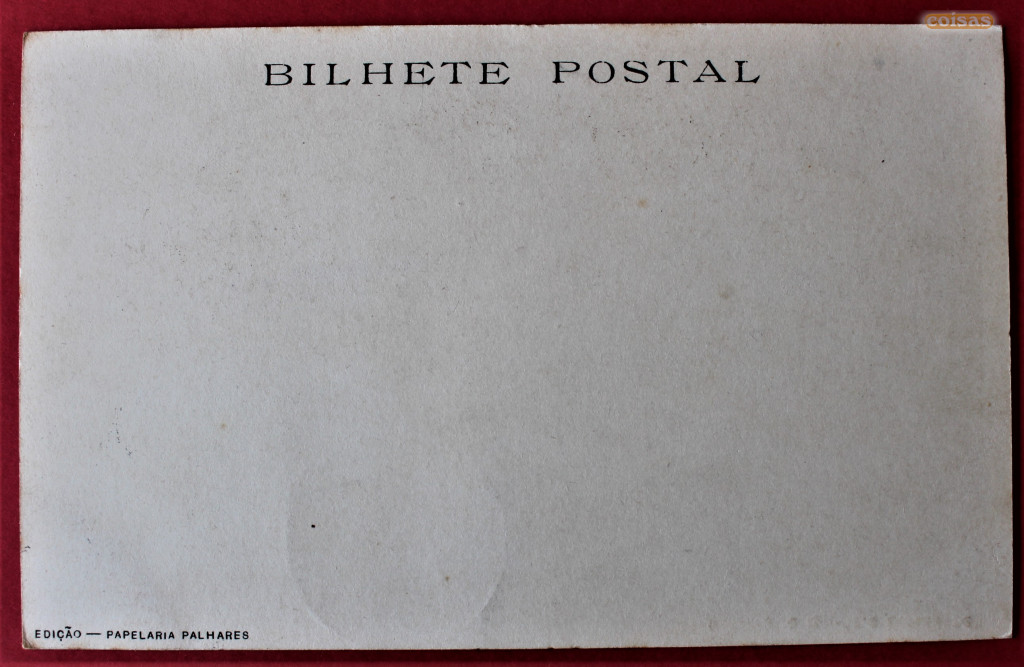 coisas
BILHETE POSTAL
EDIÇÃO — PAPELARIA PALHARES